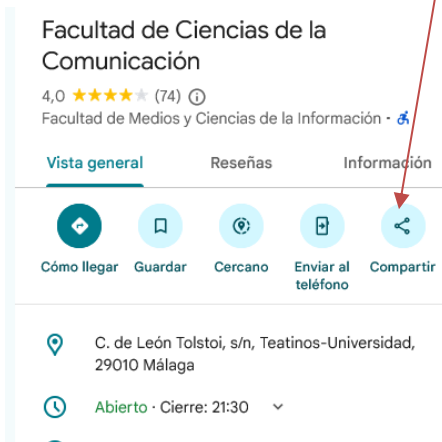 Facultad de Ciencias de la
Comunicación
4,0 ★★★★★ (74)
Facultad de Medios y Ciencias de la Información ·
Vista general Reseñas Información
Cómo llegar Guardar Cercano Enviar al teléfono Compartir
C. de León Tolstoi, s/n, Teatinos-Universidad,
29010 Málaga
Abierto · Cierre: 21:30